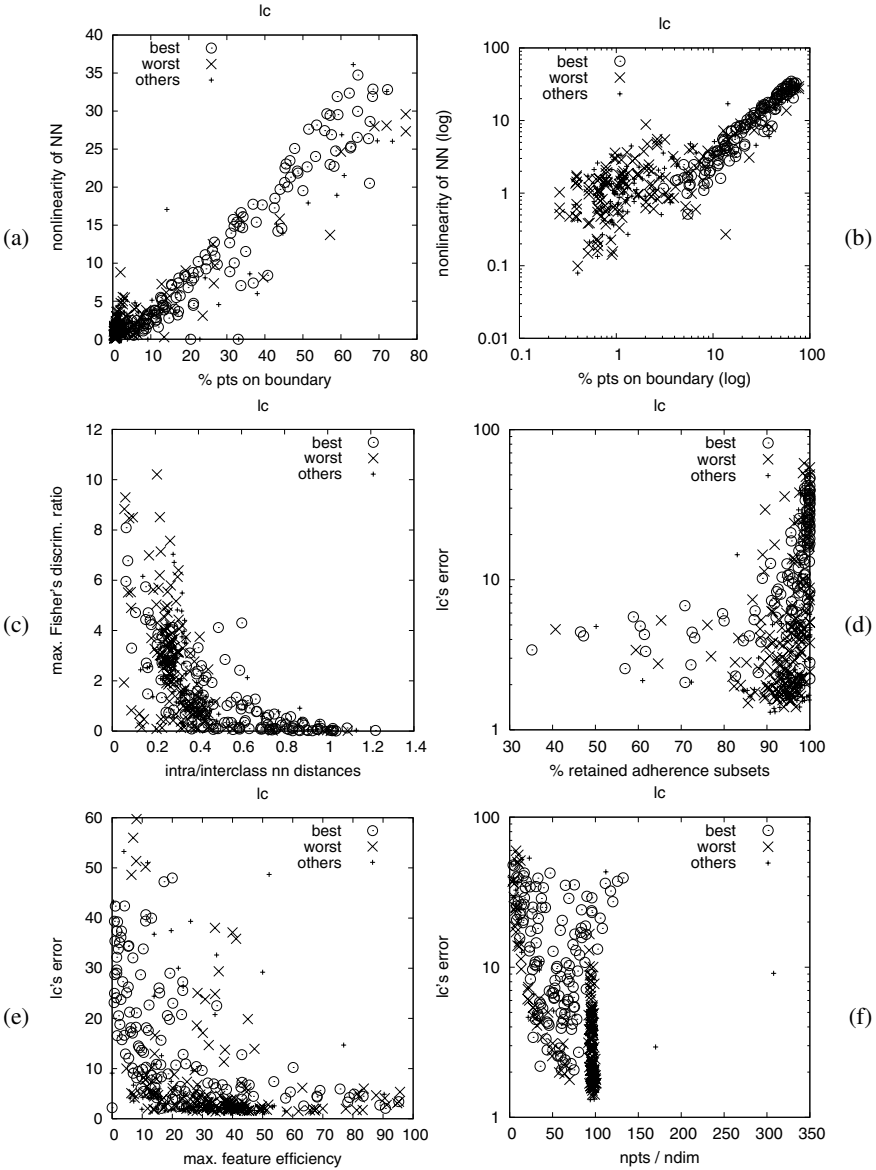 lc
best
worst
others
40
35
30
25
20
15
10
5
0
0 10 20 30 40 50 60 70 80
nonlinearity of NN
% pts on boundary
(a)
lc
best
worst
others
100
10
1
0.1
0.01
0.1 1 10 100
nonlinearity of NN (log)
% pts on boundary (log)
(b)
lc
best
worst
others
12
10
8
6
4
2
0
0 0.2 0.4 0.6 0.8 1 1.2 1.4
max. Fisher's discrim. ratio
intra/interclass nn distances
(c)
lc
best
worst
others
100
10
1
30 40 50 60 70 80 90 100
lc's error
% retained adherence subsets
(d)
lc
best
worst
others
60
50
40
30
20
10
0
0 10 20 30 40 50 60 70 80 90 100
lc's error
max. feature efficiency
(e)
lc
best
worst
others
100
10
1
0 50 100 150 200 250 300 350
lc's error
npts / ndim
(f)